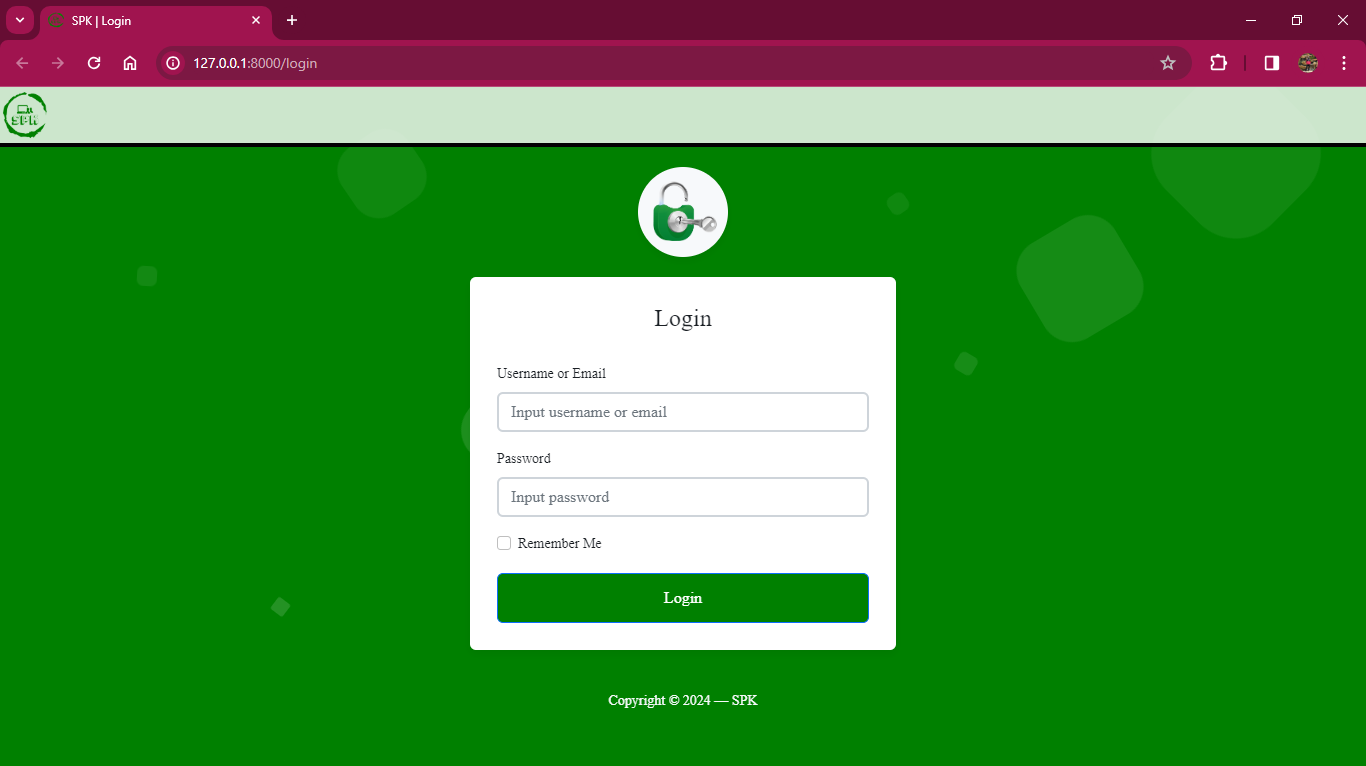 SPK | Login
127.0.0.1:8000/login
SPK
Login
Username or Email
Input username or email
Password
Input password
Remember Me
Login
Copyright © 2024 — SPK